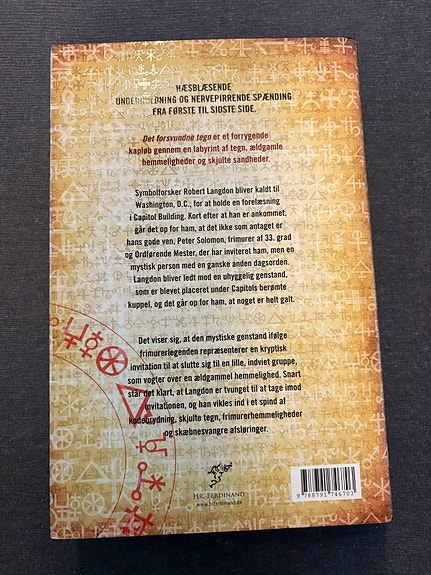 HÆSBLÆSENDE
UNDERHOLDNING OG NERVEPIRRENDE SPÆNDING
FRA FØRSTE TIL SIDSTE SIDE.
Det forsvundne tegn er et forrygende
kapløb gennem en labyrint af tegn, ældgamle
hemmeligheder og skjulte sandheder.
Symbolforsker Robert Langdon bliver kaldt til
Washington, D.C., for at holde en forelæsning
i Capitol Building. Kort efter at han er ankommet,
går det op for ham, at det ikke som antaget er
hans gode ven, Peter Solomon, frimurer af 33. grad
og Ordførende Mester, der har inviteret ham, men en
mystisk person med en ganske anden dagsorden.
Langdon bliver ledt mod en uhyggelig genstand,
som er blevet placeret under Capitols berømte
kuppel, og det går op for ham, at noget er helt galt.
Det viser sig, at den mystiske genstand ifølge
frimurerlegenden repræsenterer en kryptisk
invitation til at slutte sig til en lille, indviet gruppe,
som vogter over en ældgammel hemmelighed. Snart
står det klart, at Langdon er tvunget til at tage imod
invitationen, og han vikles ind i et spind af
kodebrydning, skjulte tegn, frimurerhemmeligheder
og skæbnesvangre afsløringer.
HR. FERDINAND
www.hrferdinand.dk
9 788791 746703